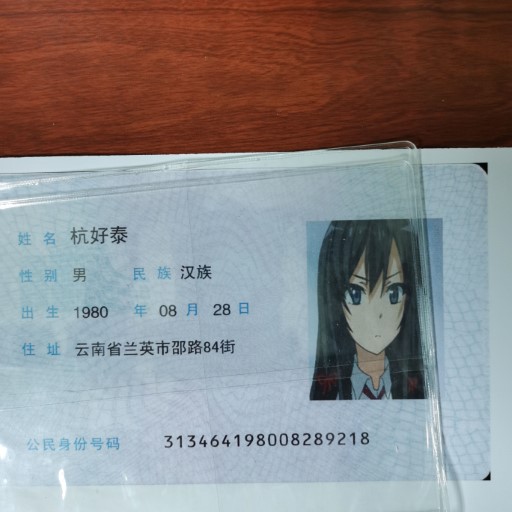 姓名 杭好泰
性别 男 民族 汉族
出生 1980 年 08 月 28 日
住址 云南省兰英市邵路84街
公民身份号码 313464198008289218